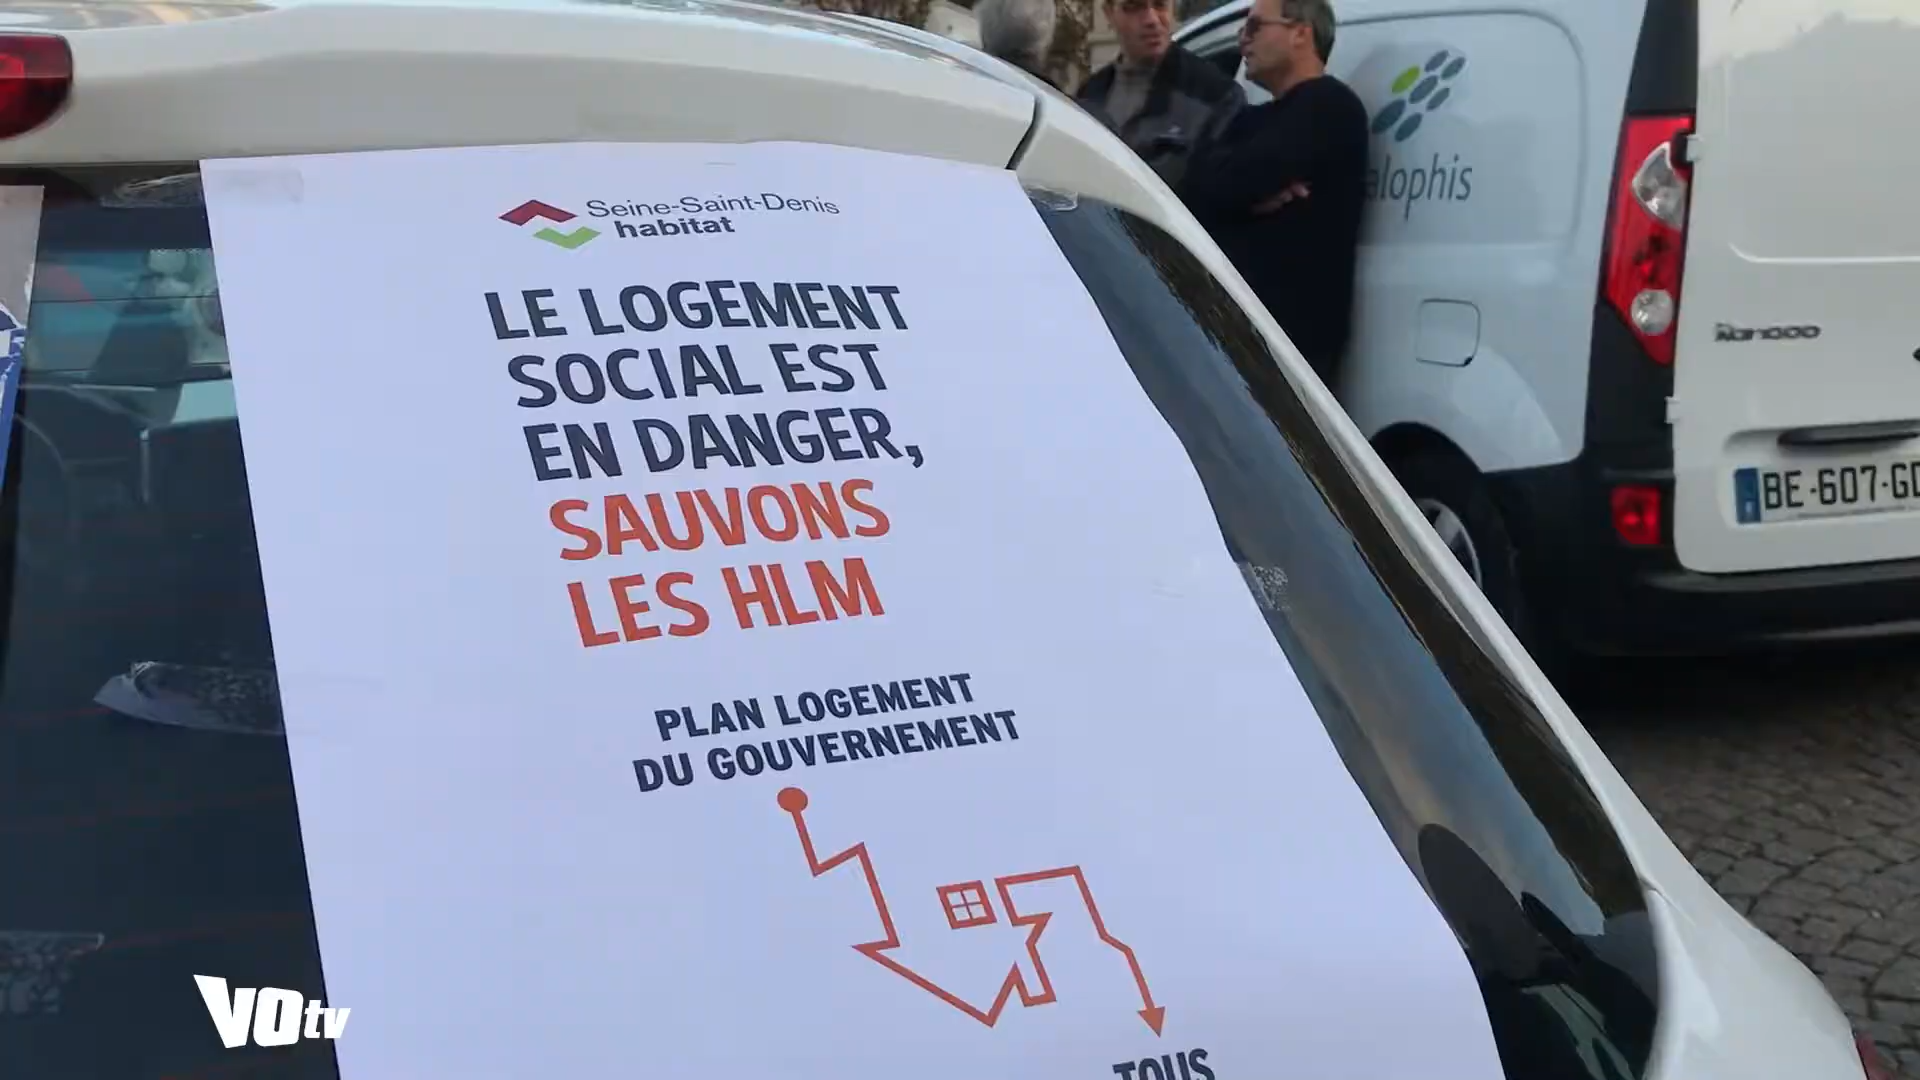 Seine-Saint-Denis
habitat
LE LOGEMENT
SOCIAL EST
EN DANGER,
SAUVONS
LES HLM
PLAN LOGEMENT
DU GOUVERNEMENT
TOUS
alophis
BE-607-GD
VOtv